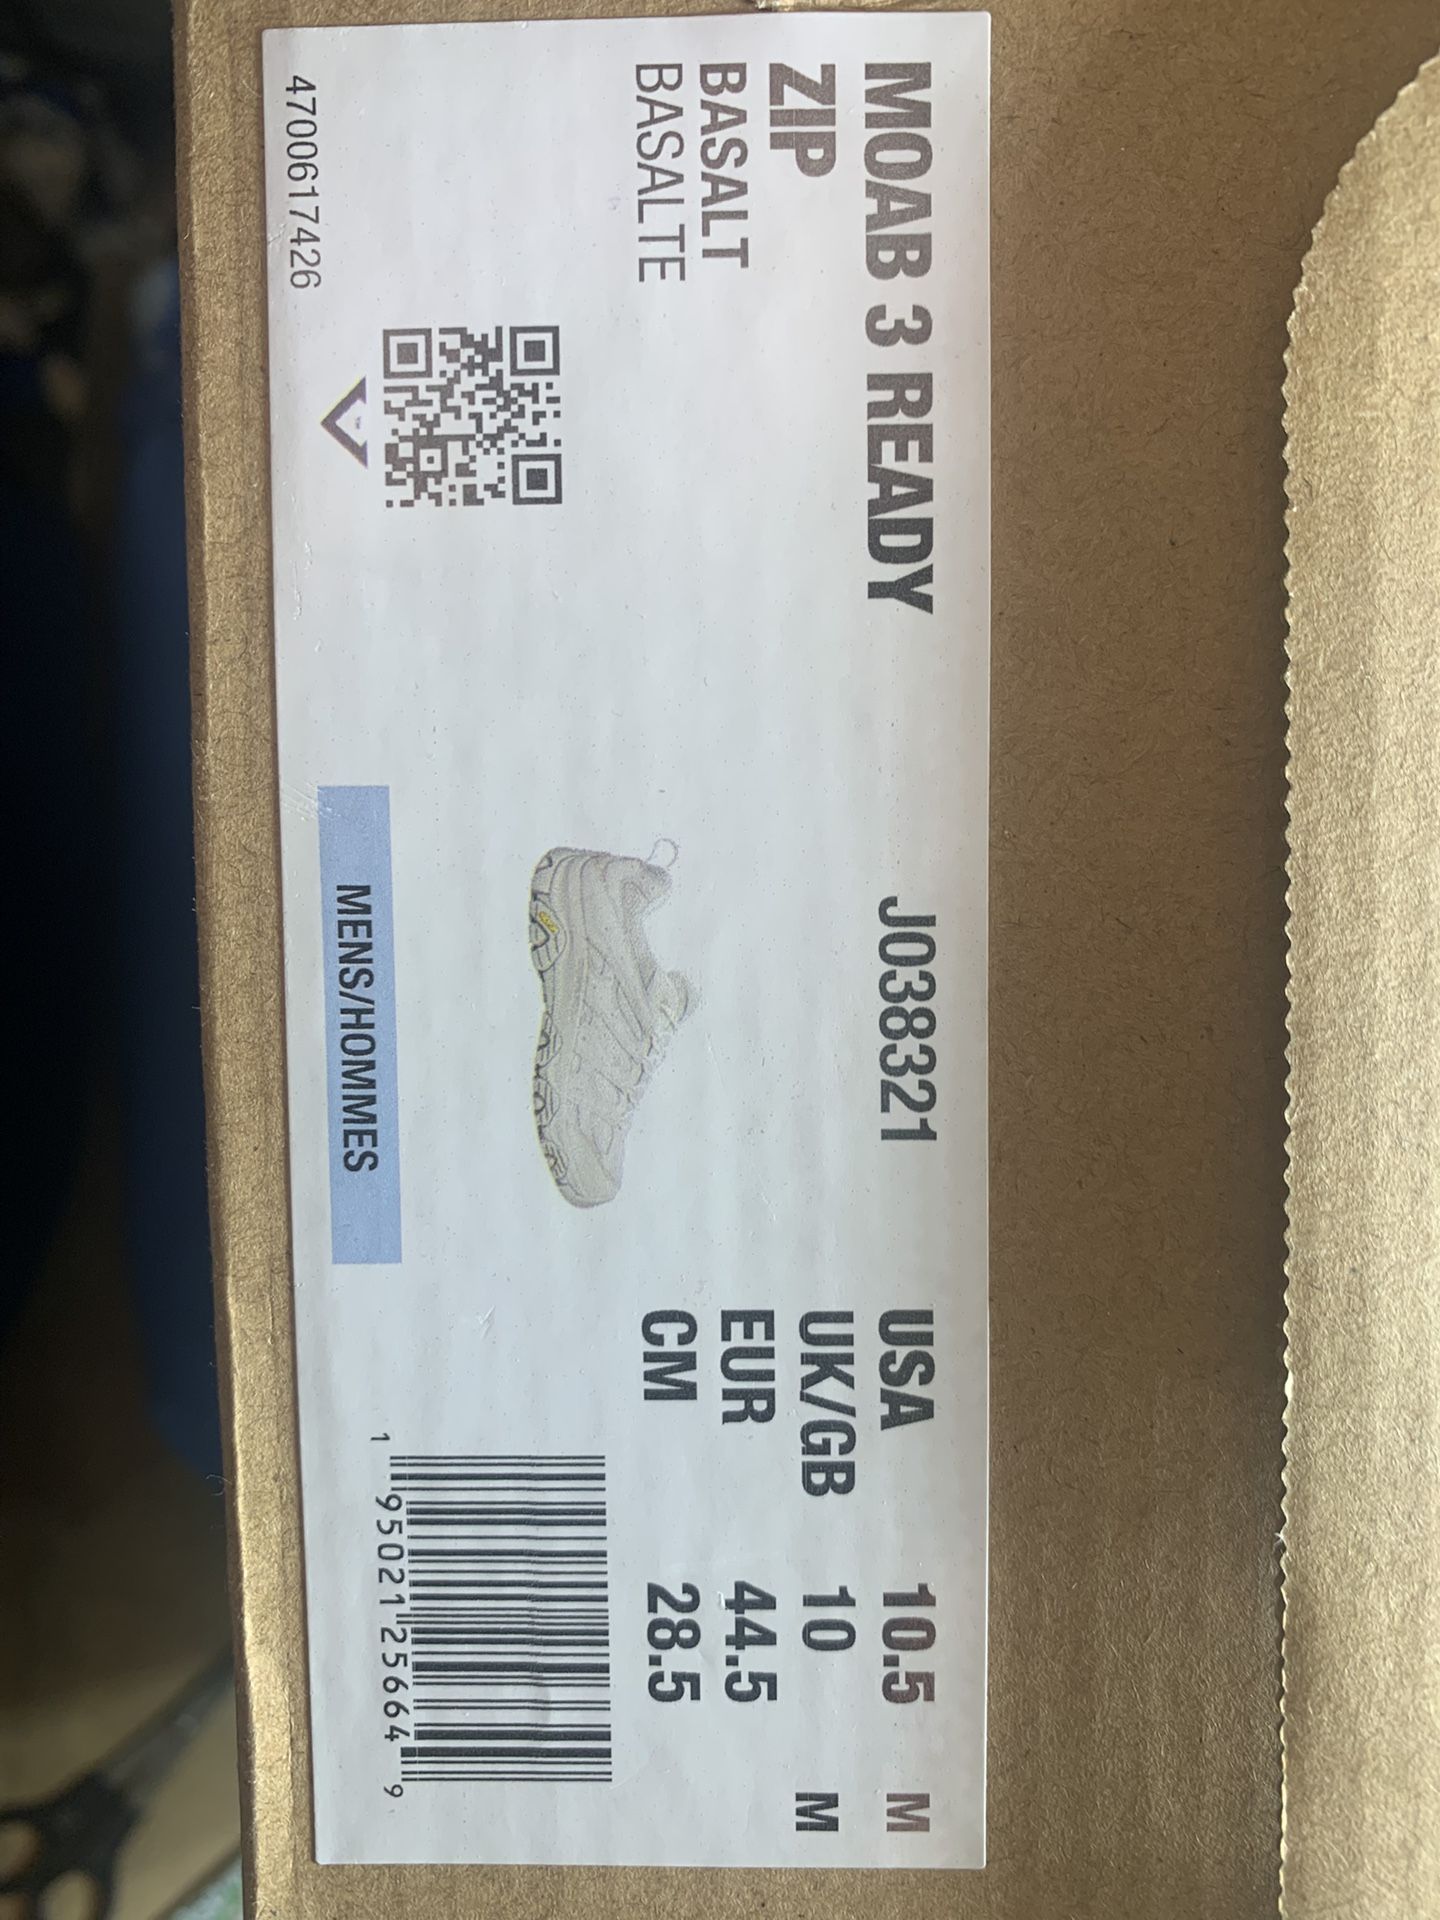 MOAB 3 READY
ZIP
BASALT
BASALTE
4700617426
J038321
MENS/HOMMES
USA 10.5 M
UK/GB 10 M
EUR 44.5
CM 28.5
1 95021 25664 9